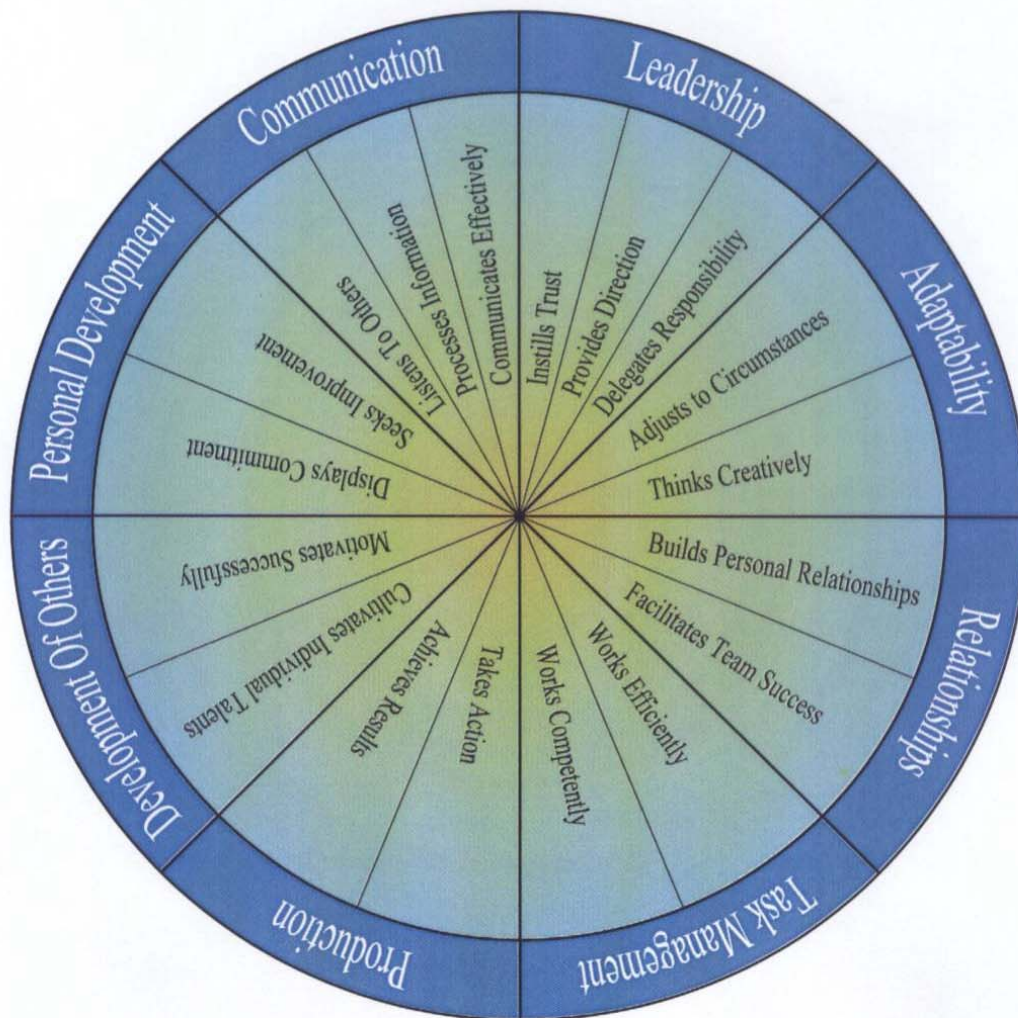 Communication
Leadership
Adaptability
Relationships
Task Management
Production
Development Of Others
Personal Development
Listens To Others
Processes Information
Communicates Effectively
Instills Trust
Provides Direction
Delegates Responsibility
Adjusts to Circumstances
Thinks Creatively
Builds Personal Relationships
Facilitates Team Success
Works Efficiently
Works Competently
Takes Action
Achieves Results
Cultivates Individual Talents
Motivates Successfully
Displays Commitment
Seeks Improvement